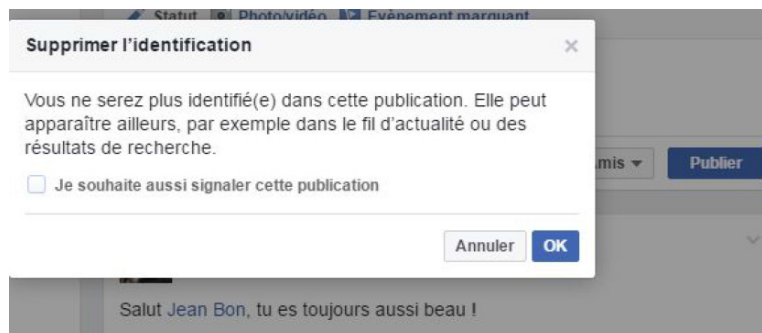 Statut Photo/vidéo Evènement marquant
Supprimer l'identification
Vous ne serez plus identifié(e) dans cette publication. Elle peut
apparaître ailleurs, par exemple dans le fil d'actualité ou des
résultats de recherche.
Je souhaite aussi signaler cette publication
mis Publier
Annuler OK
Salut Jean Bon, tu es toujours aussi beau !